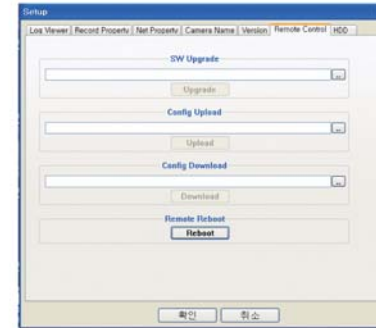 Setup
Log Viewer Record Property Net Property Camera Name Version Remote Control HDD
SW Upgrade
...
Upgrade
Config Upload
...
Upload
Config Download
...
Download
Remote Reboot
Reboot
확인 취소